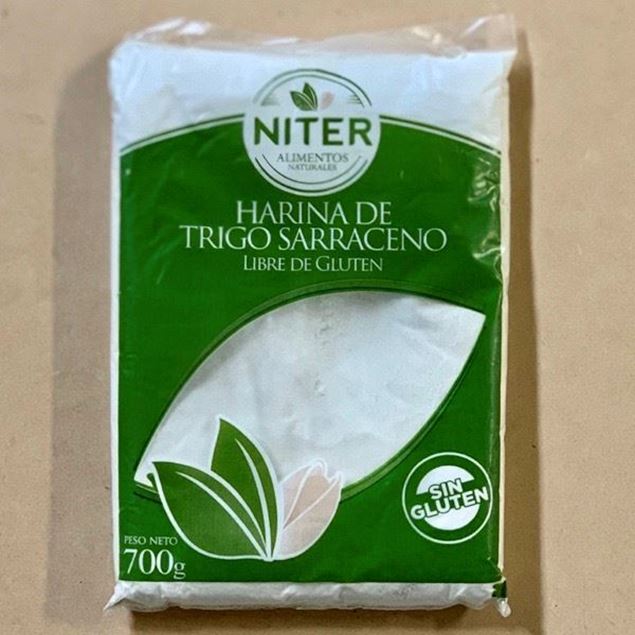 NITER
ALIMENTOS
NATURALES
HARINA DE
TRIGO SARRACENO
LIBRE DE GLUTEN
SIN
GLUTEN
PESO NETO
700g